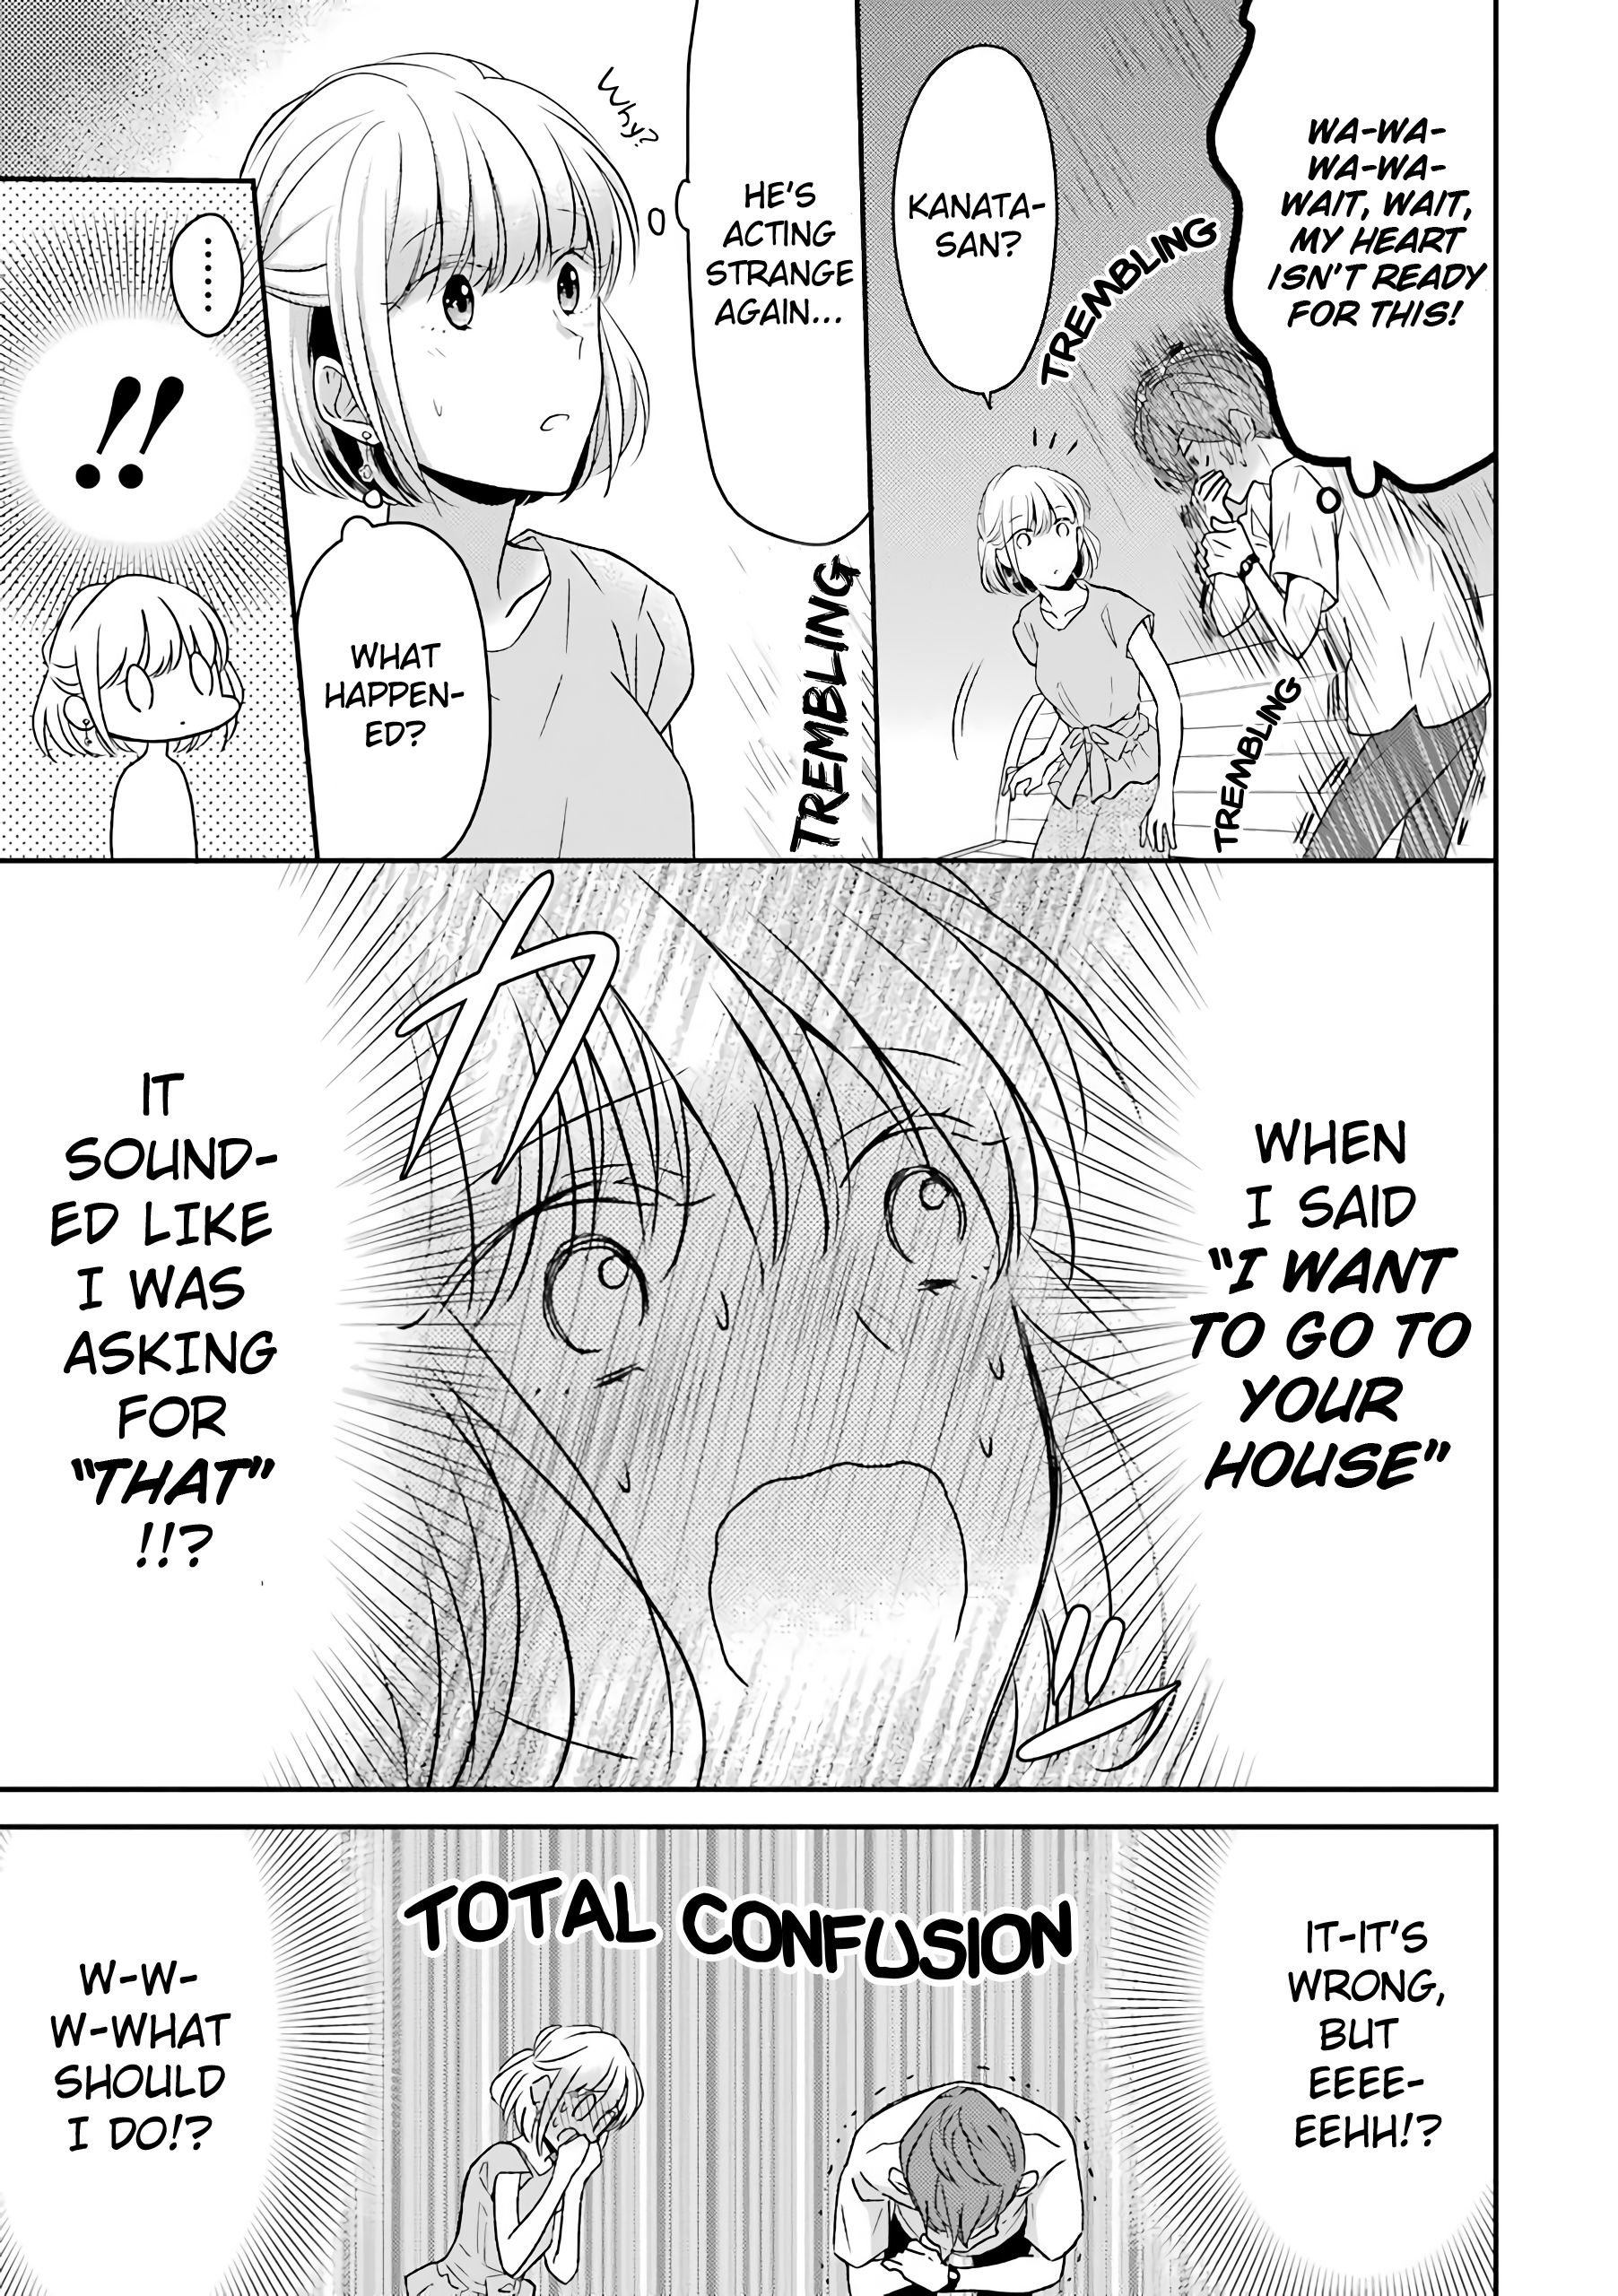 WA-WA-
WA-WA-
WAIT, WAIT,
MY HEART
ISN'T READY
FOR THIS!
TREMBLING
KANATA-
SAN?
TREMBLING
HE'S
ACTING
STRANGE
AGAIN...
Why?
TREMBLING
WHAT
HAPPEN-
ED?
......
!!
WHEN
I SAID
"I WANT
TO GO TO
YOUR
HOUSE"
カ
ッ
IT
SOUND-
ED LIKE
I WAS
ASKING
FOR
"THAT"
!!?
IT-IT'S
WRONG,
BUT
EEEE-
EEHH!?
TOTAL CONFUSION
W-W-
W-WHAT
SHOULD
I DO!?